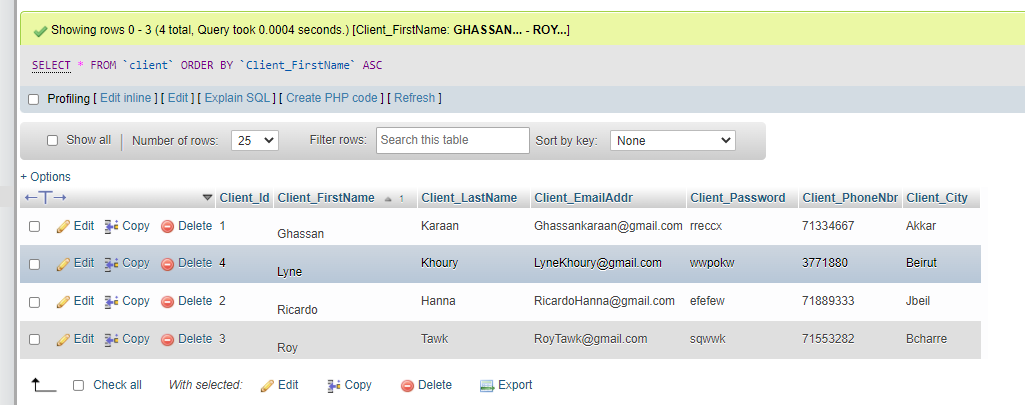 Showing rows 0 - 3 (4 total, Query took 0.0004 seconds.) [Client_FirstName: GHASSAN... - ROY...]
SELECT * FROM `client` ORDER BY `Client_FirstName` ASC
Profiling [ Edit inline ] [ Edit ] [ Explain SQL ] [ Create PHP code ] [ Refresh ]
Show all Number of rows: 25 Filter rows: Search this table Sort by key: None
+ Options
←T→ Client_Id Client_FirstName 1 Client_LastName Client_EmailAddr Client_Password Client_PhoneNbr Client_City
Edit Copy Delete 1 Ghassan Karaan Ghassankaraan@gmail.com rreccx 71334667 Akkar
Edit Copy Delete 4 Lyne Khoury LyneKhoury@gmail.com wwpokw 3771880 Beirut
Edit Copy Delete 2 Ricardo Hanna RicardoHanna@gmail.com efefew 71889333 Jbeil
Edit Copy Delete 3 Roy Tawk RoyTawk@gmail.com sqwwk 71553282 Bcharre
Check all With selected: Edit Copy Delete Export